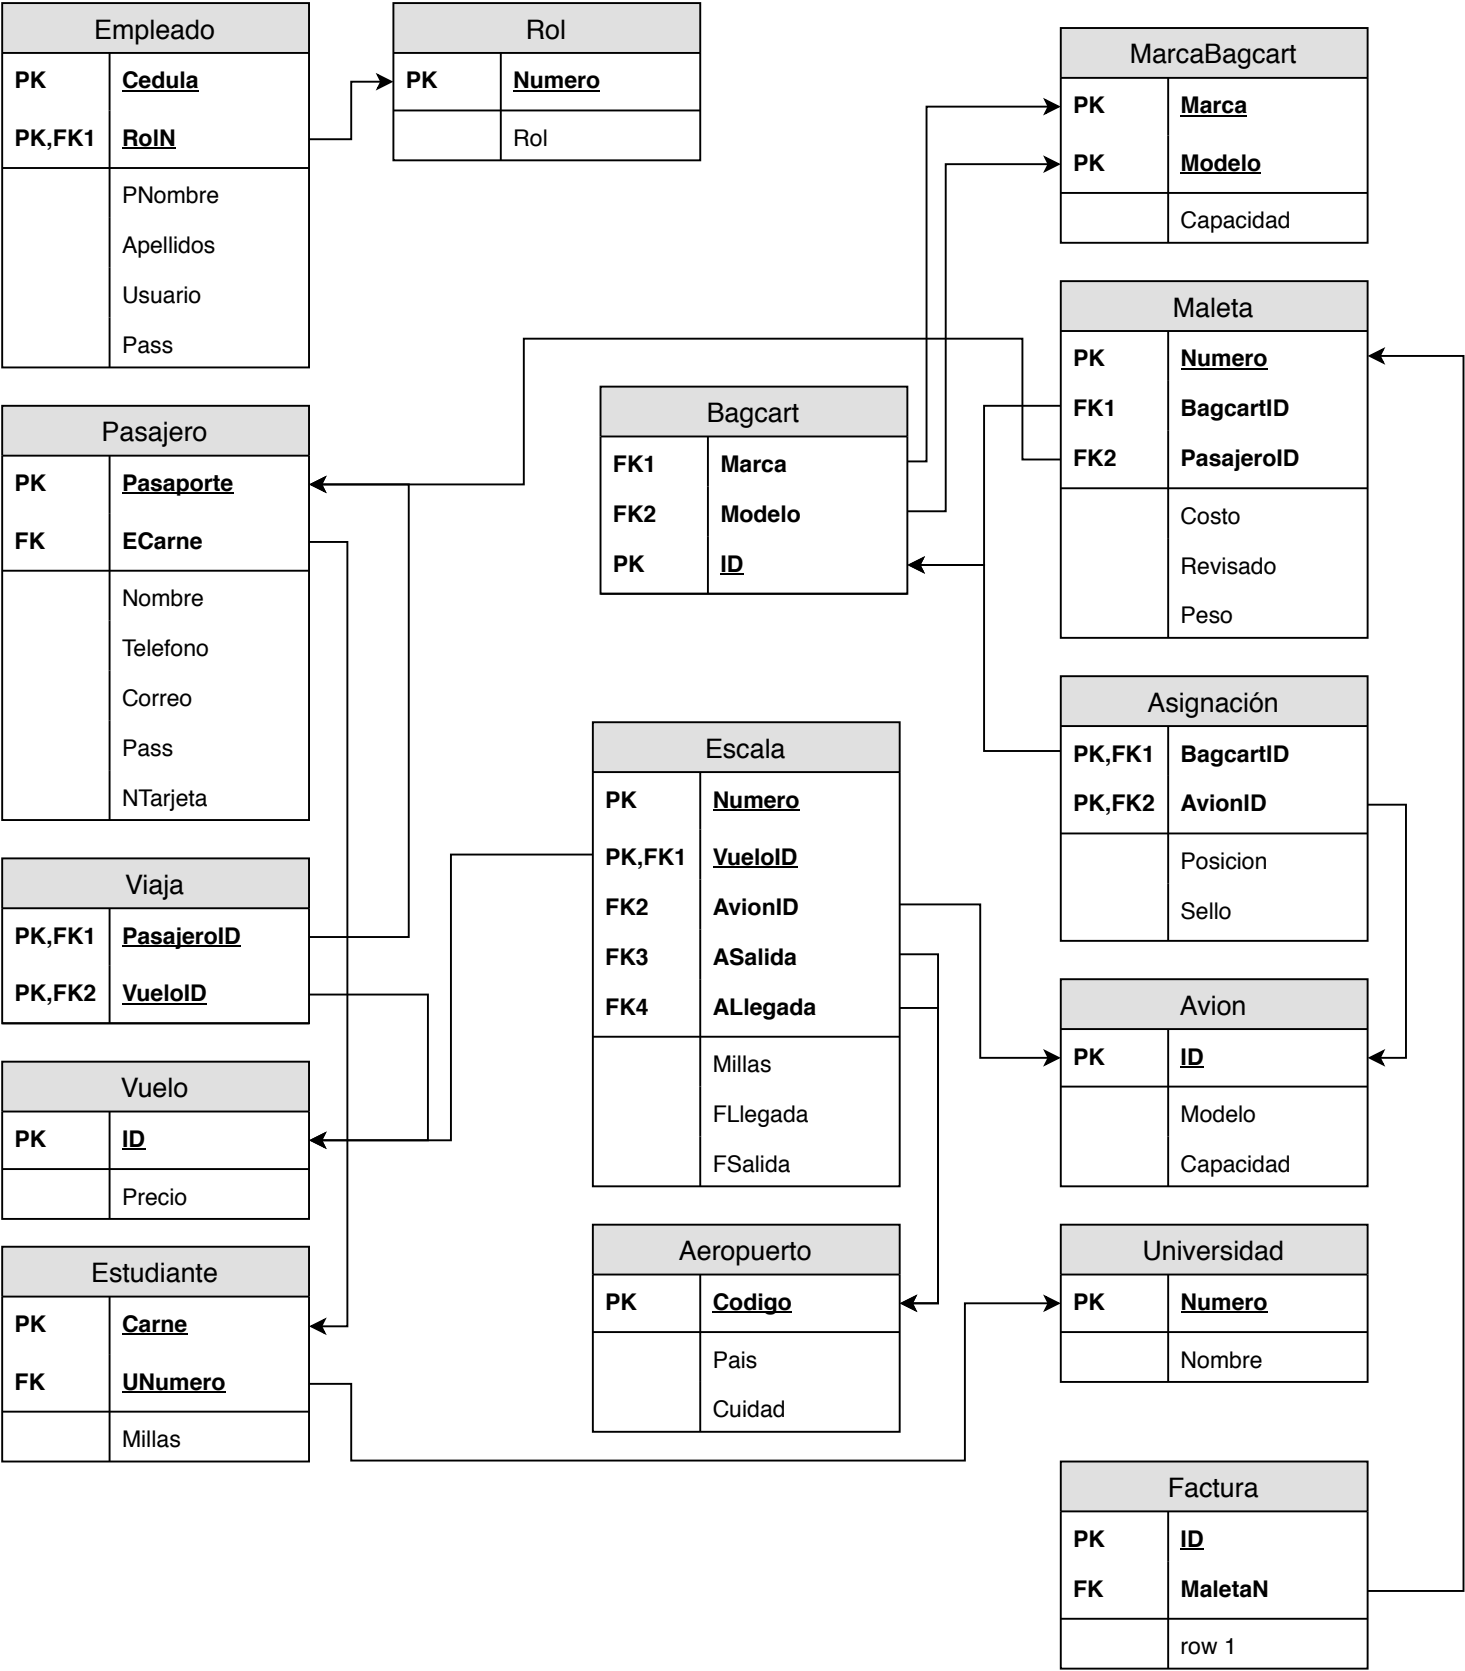 Empleado
PK Cedula
PK,FK1 RolN
PNombre
Apellidos
Usuario
Pass
Rol
PK Numero
Rol
MarcaBagcart
PK Marca
PK Modelo
Capacidad
Maleta
PK Numero
FK1 BagcartID
FK2 PasajeroID
Costo
Revisado
Peso
Bagcart
FK1 Marca
FK2 Modelo
PK ID
Pasajero
PK Pasaporte
FK ECarne
Nombre
Telefono
Correo
Pass
NTarjeta
Asignación
PK,FK1 BagcartID
PK,FK2 AvionID
Posicion
Sello
Escala
PK Numero
PK,FK1 VueloID
FK2 AvionID
FK3 ASalida
FK4 ALlegada
Millas
FLlegada
FSalida
Viaja
PK,FK1 PasajeroID
PK,FK2 VueloID
Avion
PK ID
Modelo
Capacidad
Vuelo
PK ID
Precio
Aeropuerto
PK Codigo
Pais
Cuidad
Universidad
PK Numero
Nombre
Estudiante
PK Carne
FK UNumero
Millas
Factura
PK ID
FK MaletaN
row 1